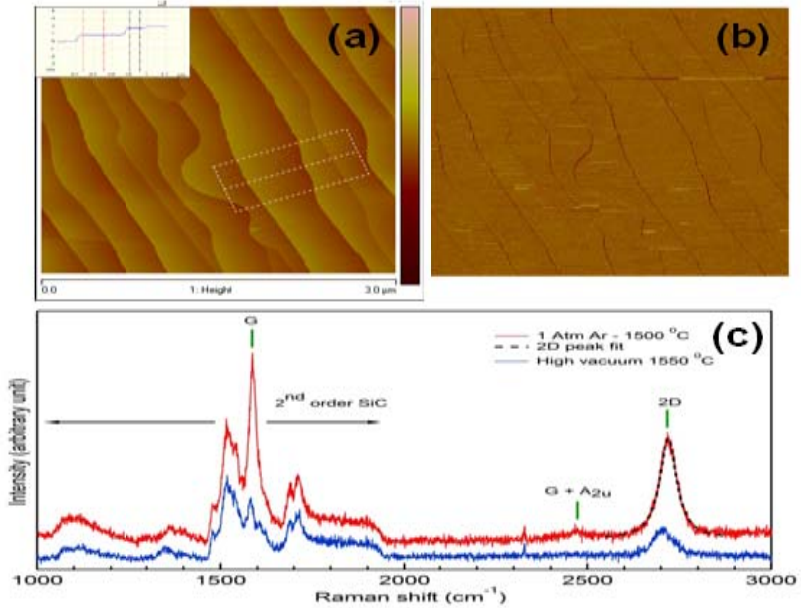 (a)
(b)
0.0
1: Height
3.0 µm
(c)
G
1 Atm Ar - 1500 °C
2D peak fit
High vacuum 1550 °C
2nd order SiC
2D
G + A2u
Intensity (arbitrary unit)
1000
1500
2000
2500
3000
Raman shift (cm-1)